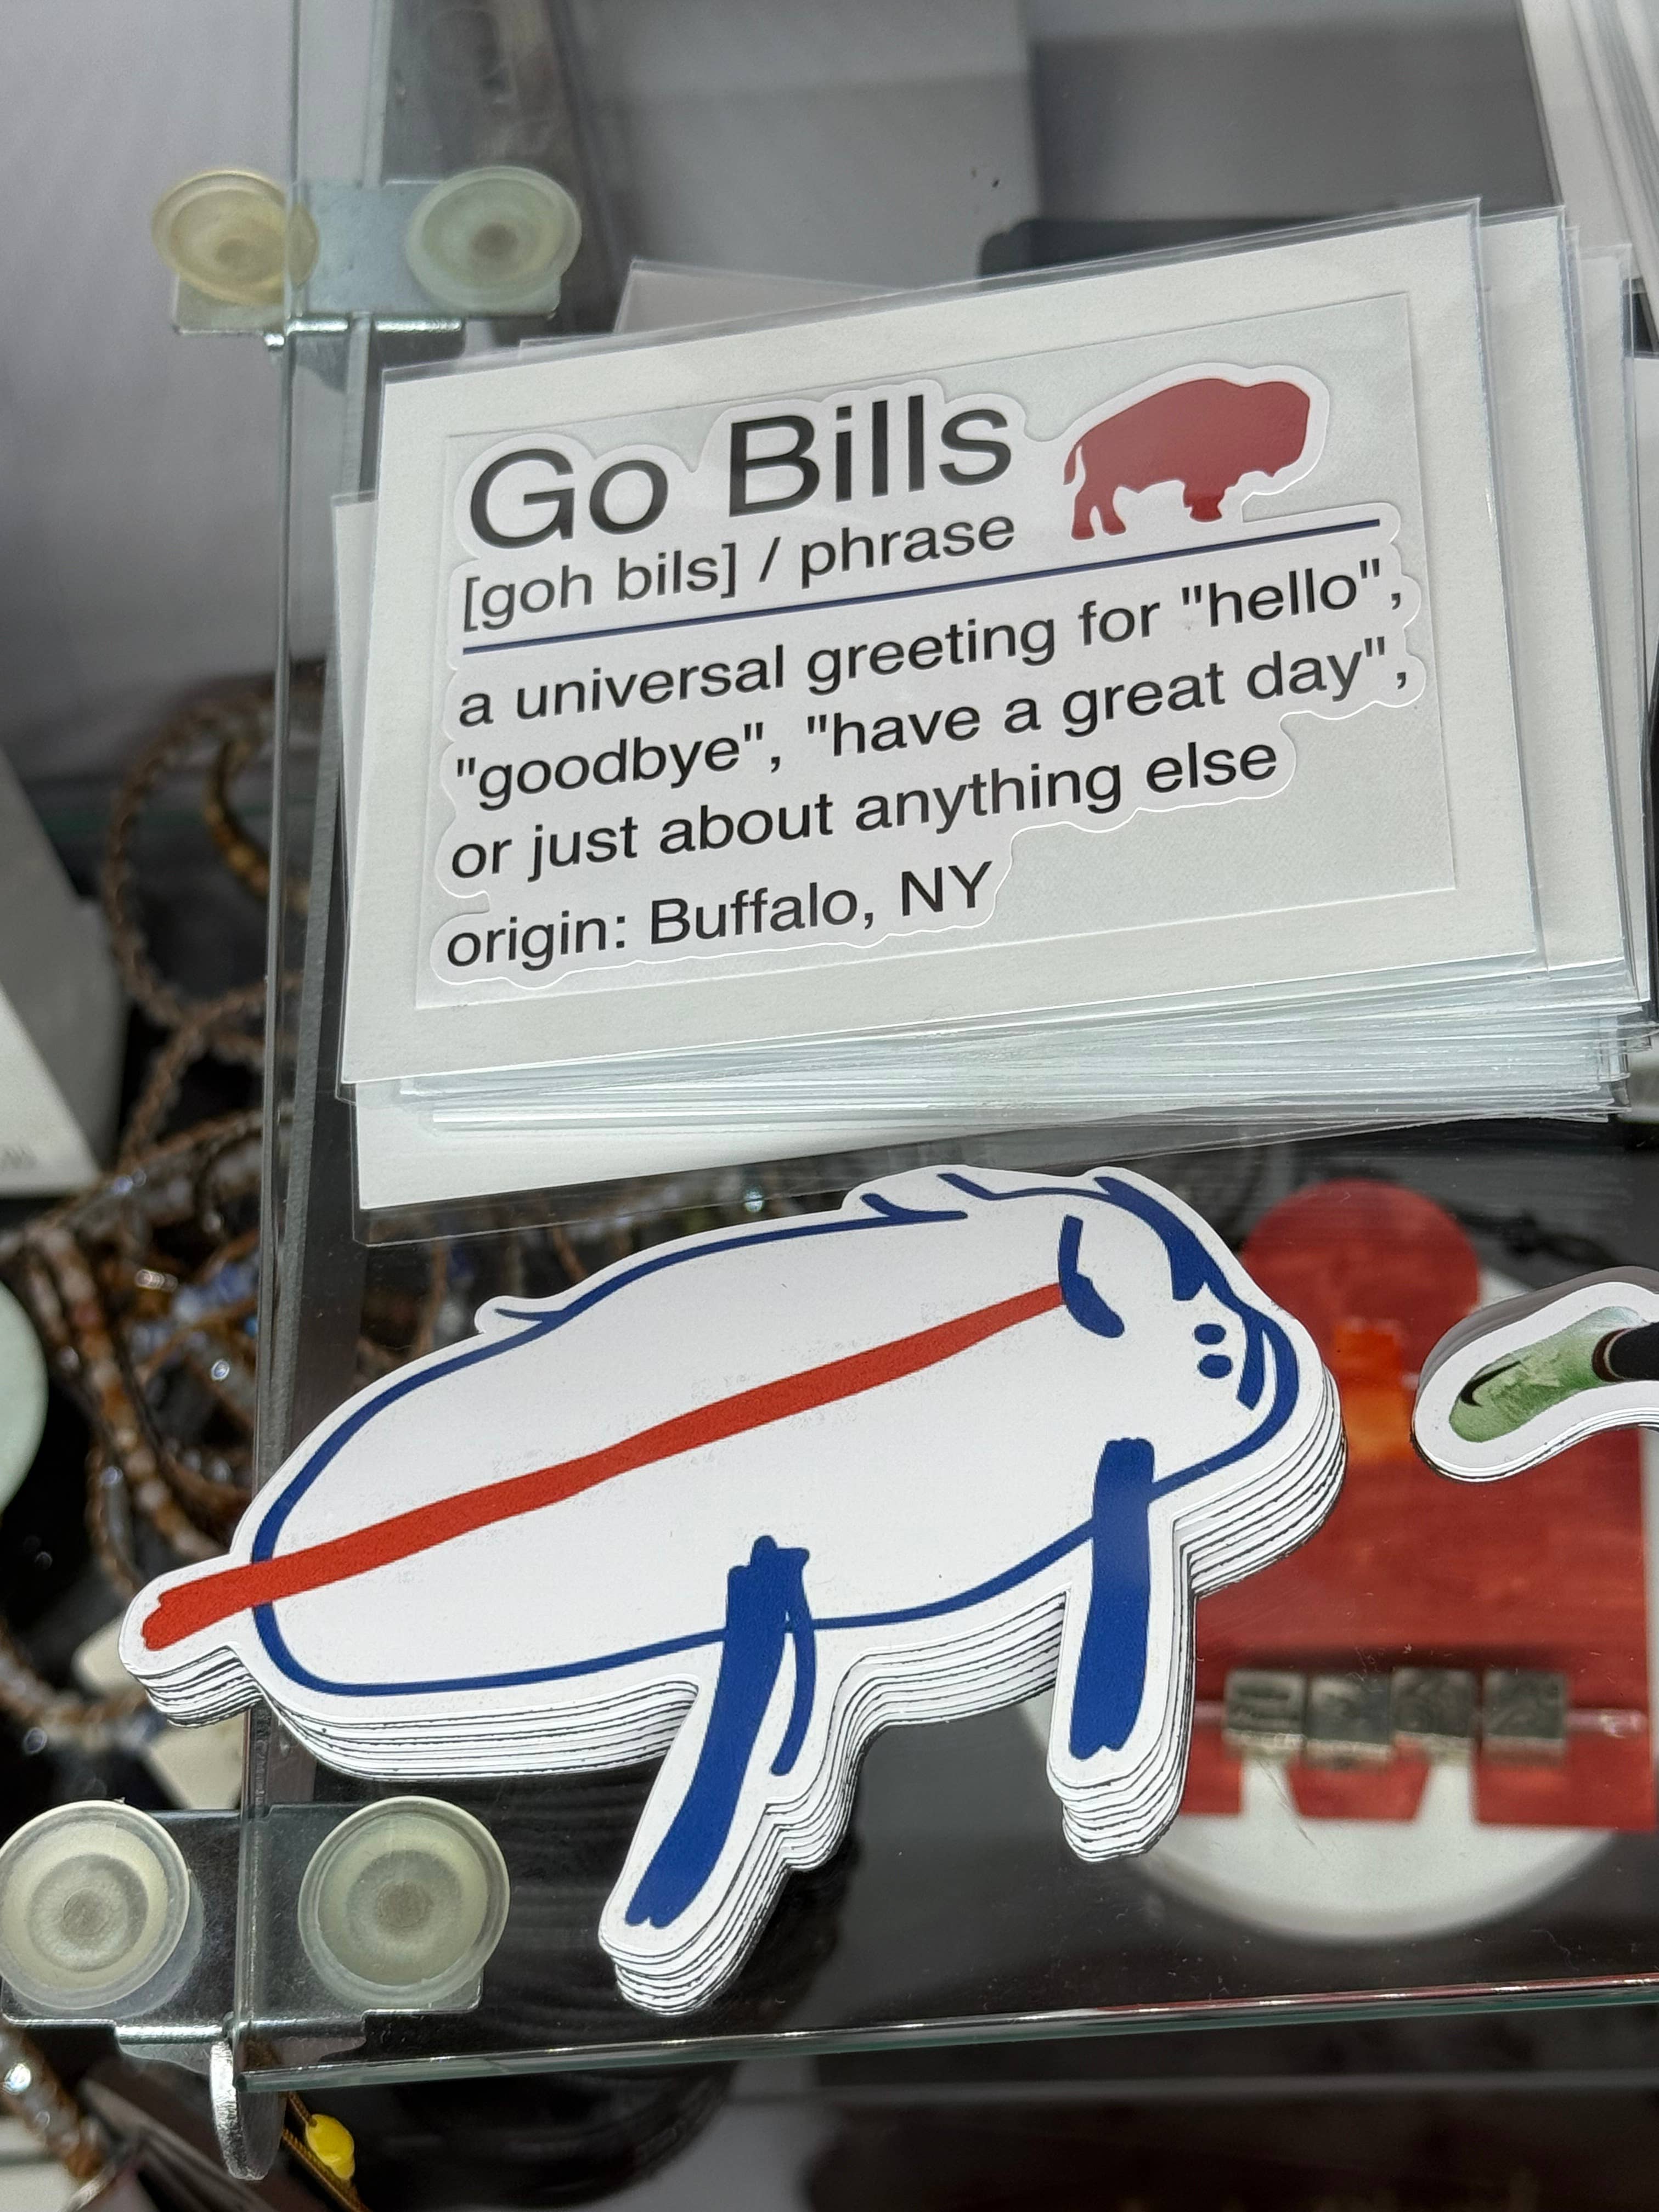 Go Bills
[goh bils] / phrase
a universal greeting for "hello",
"goodbye", "have a great day",
or just about anything else
origin: Buffalo, NY